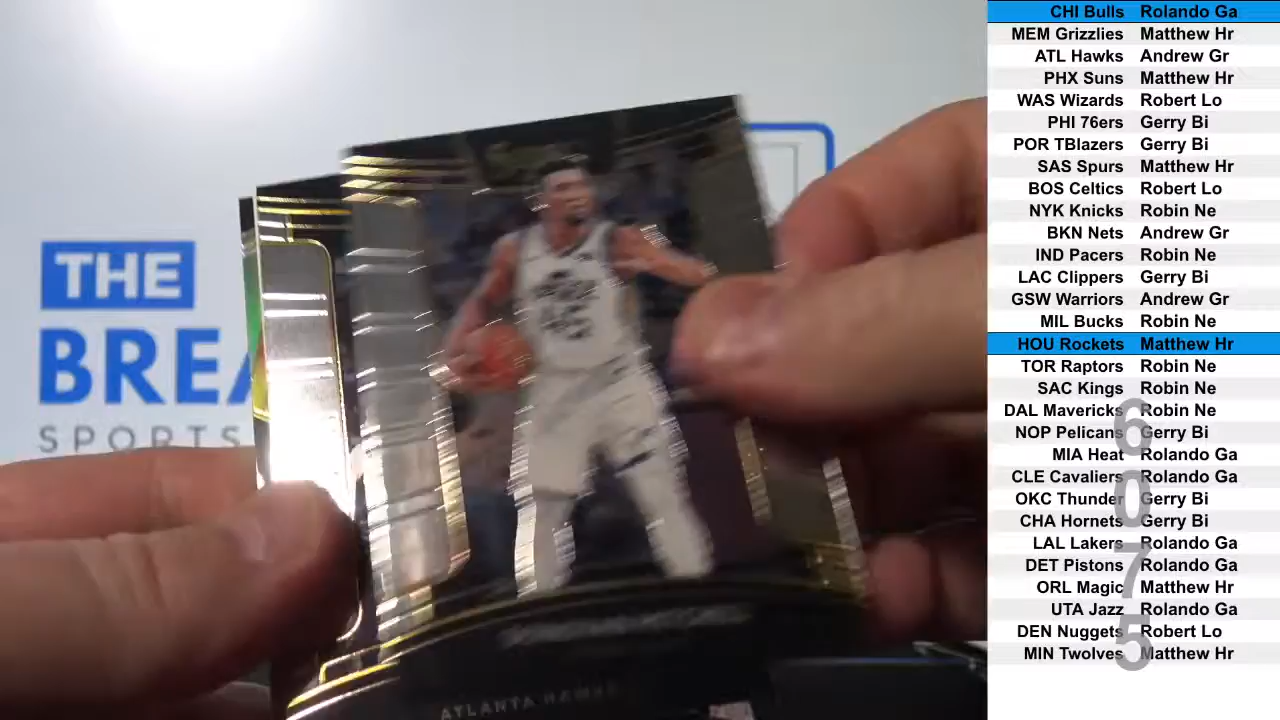 THE
BREA
SPORTS
ATLANTA HAWKS
CHI Bulls Rolando Ga
MEM Grizzlies Matthew Hr
ATL Hawks Andrew Gr
PHX Suns Matthew Hr
WAS Wizards Robert Lo
PHI 76ers Gerry Bi
POR TBlazers Gerry Bi
SAS Spurs Matthew Hr
BOS Celtics Robert Lo
NYK Knicks Robin Ne
BKN Nets Andrew Gr
IND Pacers Robin Ne
LAC Clippers Gerry Bi
GSW Warriors Andrew Gr
MIL Bucks Robin Ne
HOU Rockets Matthew Hr
TOR Raptors Robin Ne
SAC Kings Robin Ne
DAL Mavericks Robin Ne
NOP Pelicans Gerry Bi
MIA Heat Rolando Ga
CLE Cavaliers Rolando Ga
OKC Thunder Gerry Bi
CHA Hornets Gerry Bi
LAL Lakers Rolando Ga
DET Pistons Rolando Ga
ORL Magic Matthew Hr
UTA Jazz Rolando Ga
DEN Nuggets Robert Lo
MIN Twolves Matthew Hr
6075